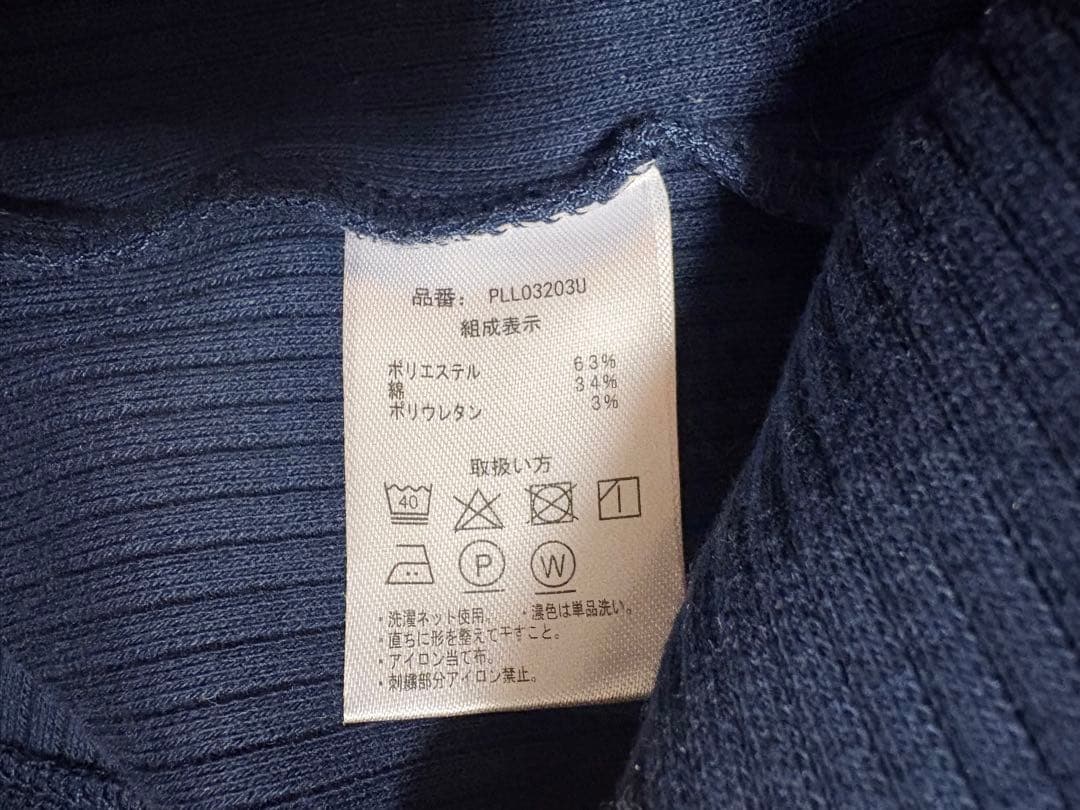 品番： PLL03203U
組成表示
ポリエステル 63%
綿 34%
ポリウレタン 3%
取扱い方
40
P W
・洗濯ネット使用。 ・濃色は単品洗い。
・直ちに形を整えて干すこと。
・アイロン当て布。
・刺繍部分アイロン禁止。